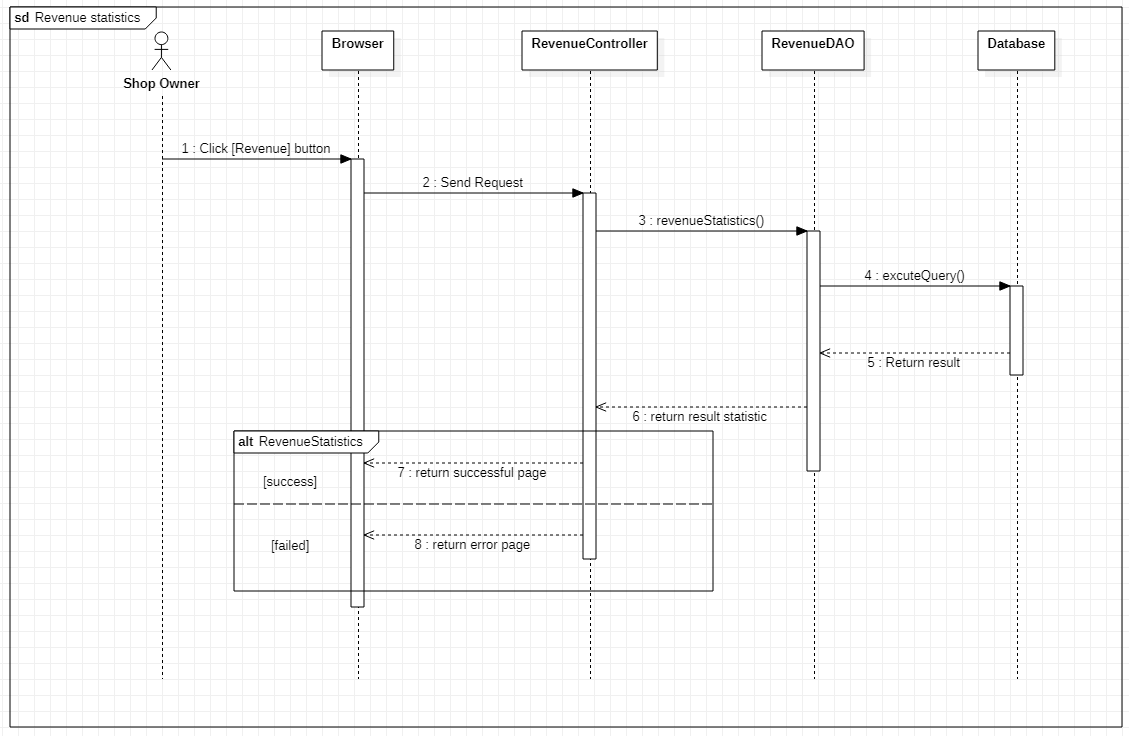 sd Revenue statistics
Shop Owner
Browser
RevenueController
RevenueDAO
Database
1 : Click [Revenue] button
2 : Send Request
3 : revenueStatistics()
4 : excuteQuery()
5 : Return result
6 : return result statistic
alt RevenueStatistics
7 : return successful page
[success]
8 : return error page
[failed]